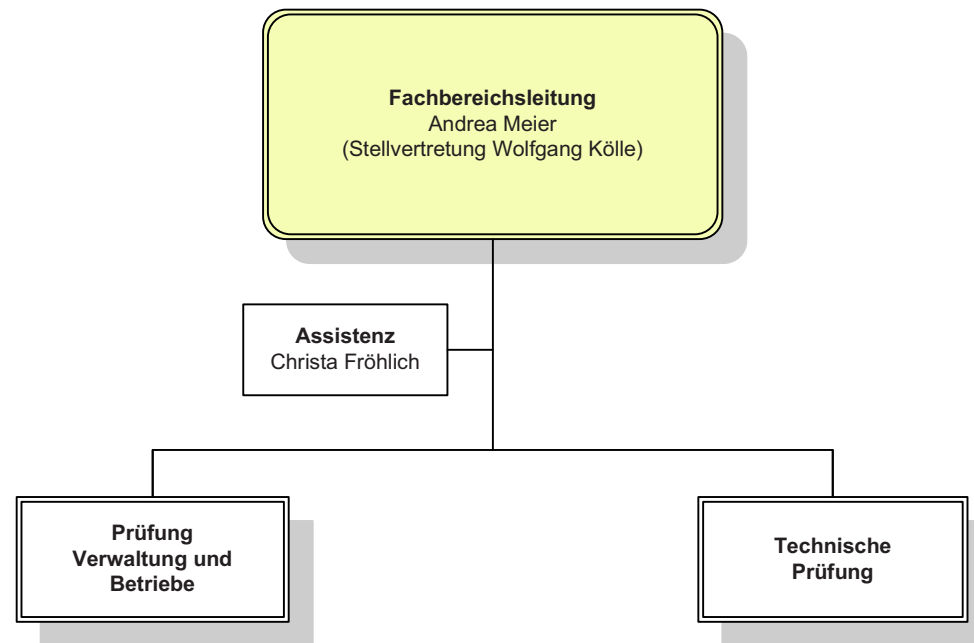 Fachbereichsleitung
Andrea Meier
(Stellvertretung Wolfgang Kölle)
Assistenz
Christa Fröhlich
Prüfung
Verwaltung und
Betriebe
Technische
Prüfung